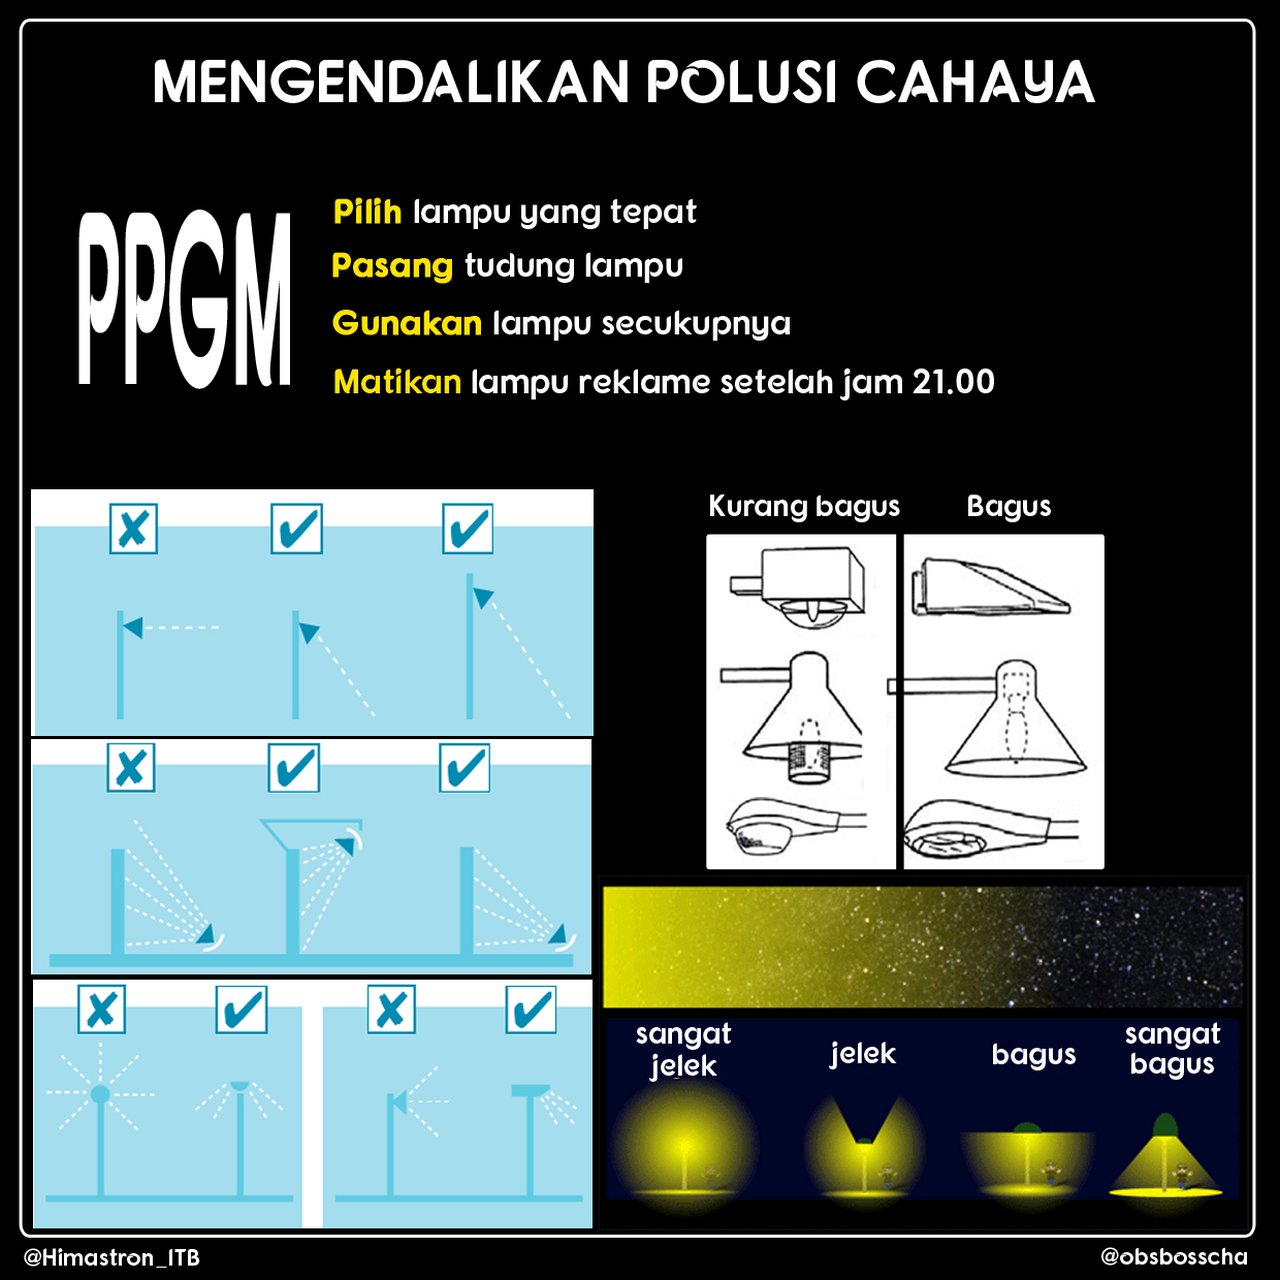 MENGENDALIKAN POLUSI CAHAYA
PPGM
Pilih lampu yang tepat
Pasang tudung lampu
Gunakan lampu secukupnya
Matikan lampu reklame setelah jam 21.00
Kurang bagus
Bagus
sangat
jelek
jelek
bagus
sangat
bagus
@Himastron_ITB
@obsbosscha